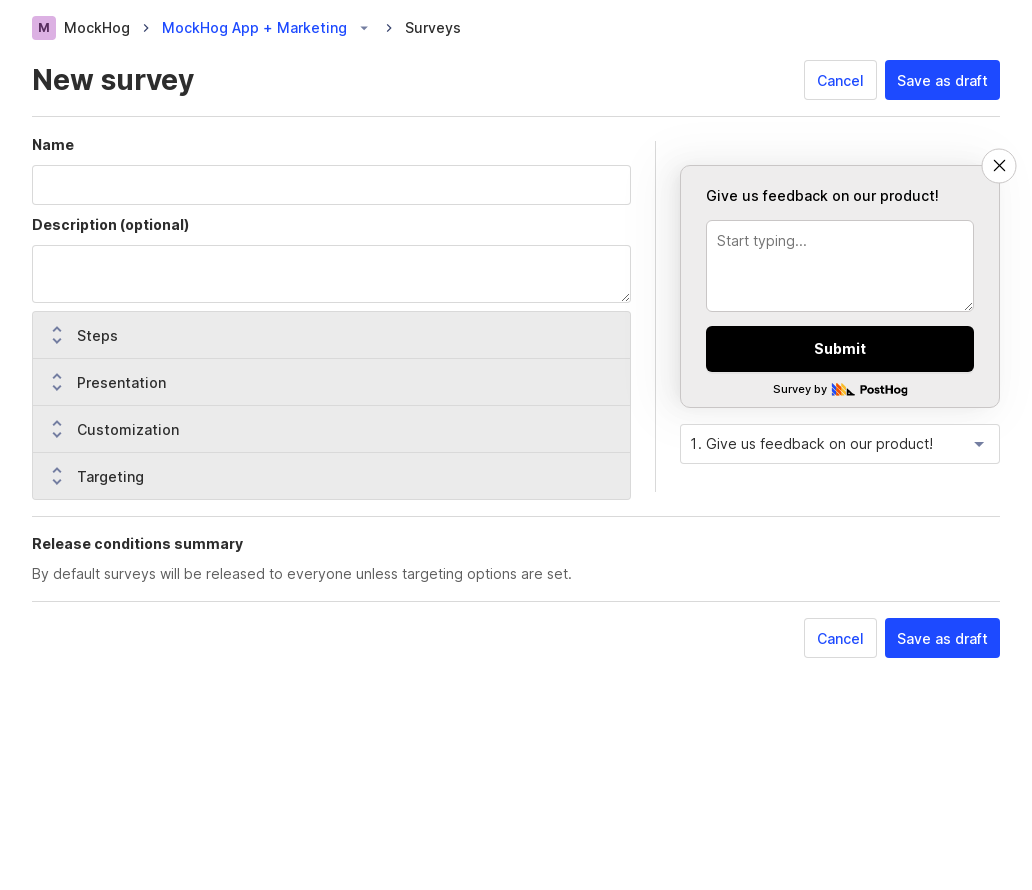 M MockHog MockHog App + Marketing Surveys
New survey
Cancel Save as draft
Name
Description (optional)
Steps
Presentation
Customization
Targeting
Give us feedback on our product!
Start typing...
Submit
Survey by PostHog
1. Give us feedback on our product!
Release conditions summary
By default surveys will be released to everyone unless targeting options are set.
Cancel Save as draft